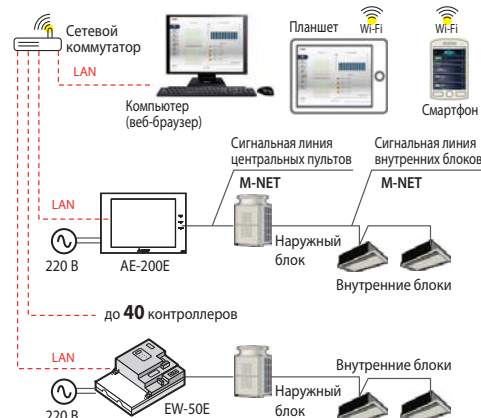 Сетевой
коммутатор
LAN
Компьютер
(веб-браузер)
Планшет
Wi-Fi
Wi-Fi
Смартфон
Сигнальная линия
центральных пультов
M-NET
Сигнальная линия
внутренних блоков
M-NET
LAN
220 В
AE-200E
Наружный
блок
Внутренние блоки
до 40 контроллеров
LAN
220 В
EW-50E
Наружный
блок
Внутренние блоки